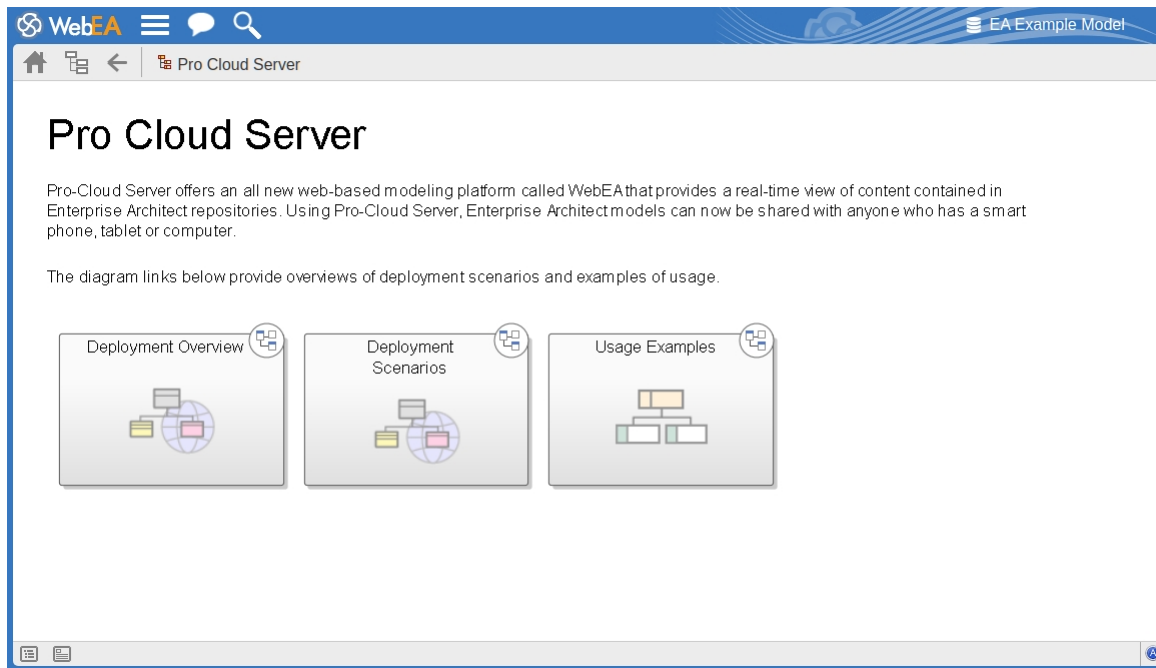 WebEA
EA Example Model
Pro Cloud Server
Pro Cloud Server
Pro-Cloud Server offers an all new web-based modeling platform called WebEA that provides a real-time view of content contained in
Enterprise Architect repositories. Using Pro-Cloud Server, Enterprise Architect models can now be shared with anyone who has a smart
phone, tablet or computer.
The diagram links below provide overviews of deployment scenarios and examples of usage.
Deployment Overview
Deployment
Scenarios
Usage Examples